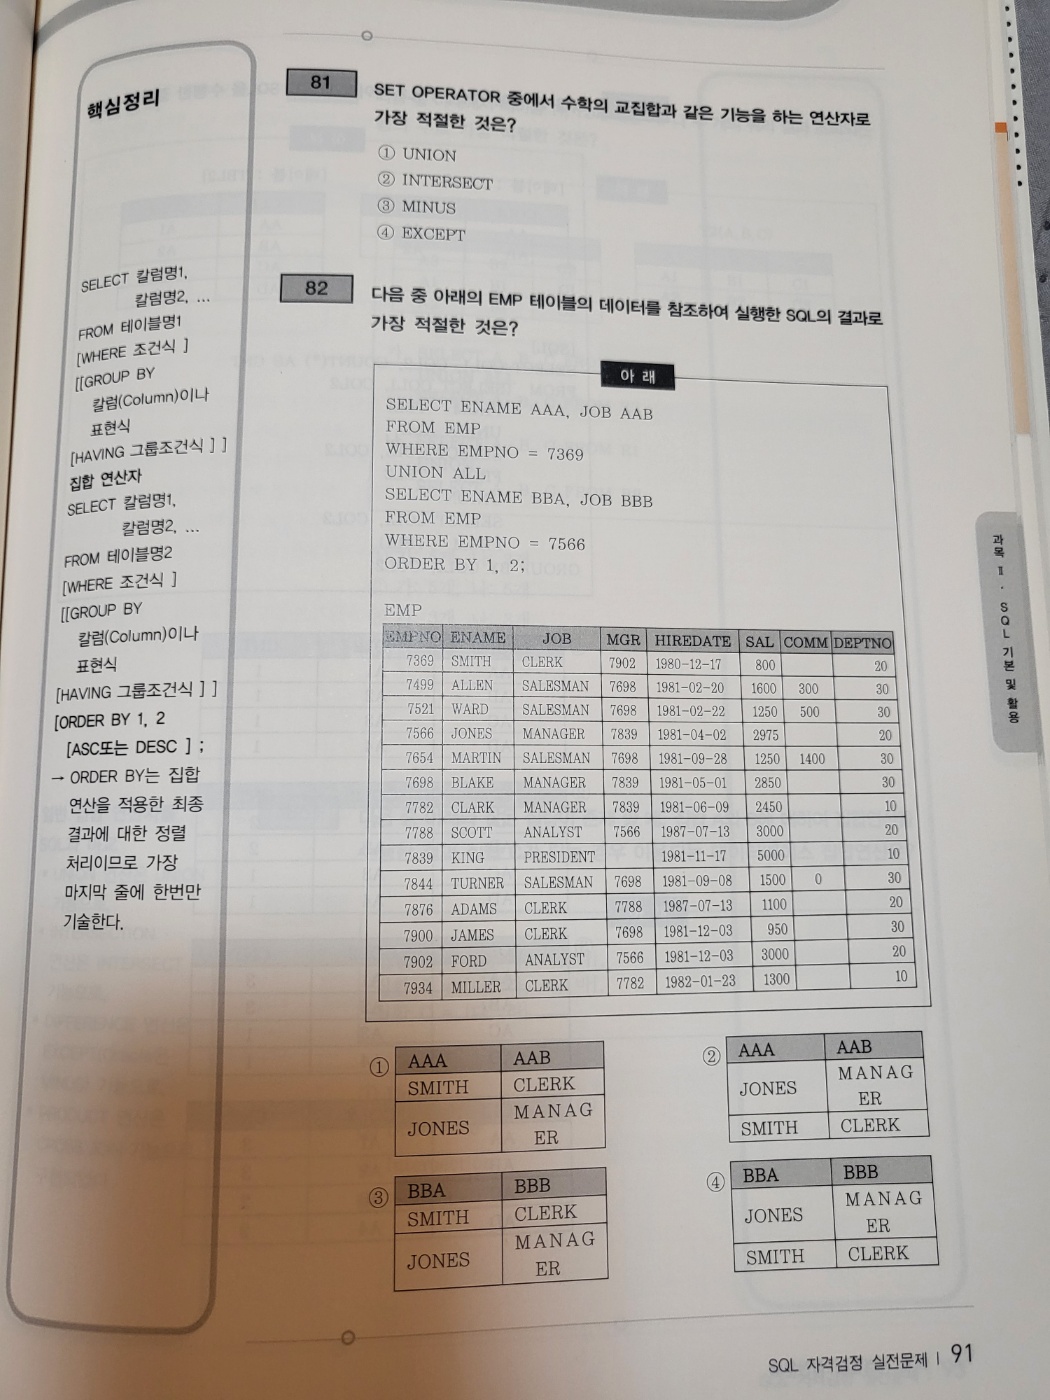 핵심정리
SELECT 칼럼명1,
칼럼명2, ...
FROM 테이블명1
[WHERE 조건식 ]
[[GROUP BY
칼럼(Column)이나
표현식
[HAVING 그룹조건식 ] ]
집합 연산자
SELECT 칼럼명1,
칼럼명2, ...
FROM 테이블명2
[WHERE 조건식 ]
[[GROUP BY
칼럼(Column)이나
표현식
[HAVING 그룹조건식 ] ]
[ORDER BY 1, 2
[ASC또는 DESC ] ;
→ ORDER BY는 집합
연산을 적용한 최종
결과에 대한 정렬
처리이므로 가장
마지막 줄에 한번만
기술한다.
81
SET OPERATOR 중에서 수학의 교집합과 같은 기능을 하는 연산자로
가장 적절한 것은?
① UNION
② INTERSECT
③ MINUS
④ EXCEPT
82
다음 중 아래의 EMP 테이블의 데이터를 참조하여 실행한 SQL의 결과로
가장 적절한 것은?
아 래
SELECT ENAME AAA, JOB AAB
FROM EMP
WHERE EMPNO = 7369
UNION ALL
SELECT ENAME BBA, JOB BBB
FROM EMP
WHERE EMPNO = 7566
ORDER BY 1, 2;
EMP
EMPNO ENAME JOB MGR HIREDATE SAL COMM DEPTNO
7369 SMITH CLERK 7902 1980-12-17 800 20
7499 ALLEN SALESMAN 7698 1981-02-20 1600 300 30
7521 WARD SALESMAN 7698 1981-02-22 1250 500 30
7566 JONES MANAGER 7839 1981-04-02 2975 20
7654 MARTIN SALESMAN 7698 1981-09-28 1250 1400 30
7698 BLAKE MANAGER 7839 1981-05-01 2850 30
7782 CLARK MANAGER 7839 1981-06-09 2450 10
7788 SCOTT ANALYST 7566 1987-07-13 3000 20
7839 KING PRESIDENT 1981-11-17 5000 10
7844 TURNER SALESMAN 7698 1981-09-08 1500 0 30
7876 ADAMS CLERK 7788 1987-07-13 1100 20
7900 JAMES CLERK 7698 1981-12-03 950 30
7902 FORD ANALYST 7566 1981-12-03 3000 20
7934 MILLER CLERK 7782 1982-01-23 1300 10
① AAA AAB
SMITH CLERK
JONES MANAG
ER
② AAA AAB
JONES MANAG
ER
SMITH CLERK
③ BBA BBB
SMITH CLERK
JONES MANAG
ER
④ BBA BBB
JONES MANAG
ER
SMITH CLERK
과목 Ⅱ · SQL 기본 및 활용
SQL 자격검정 실전문제 | 91